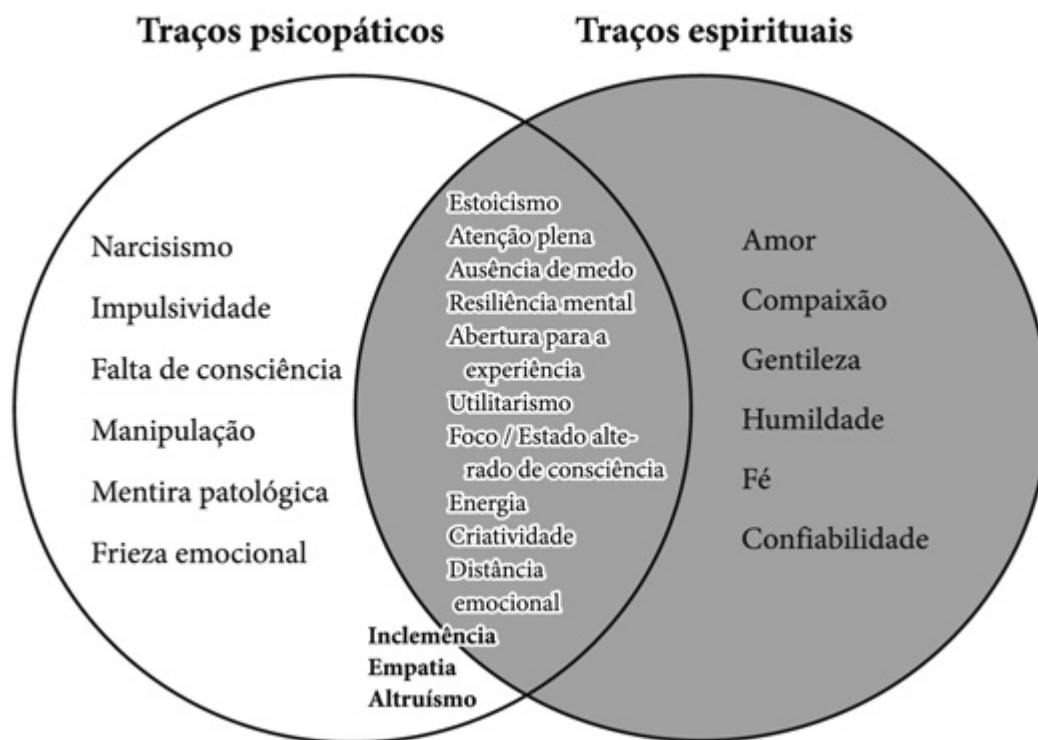 Traços psicopáticos
Traços espirituais
Narcisismo
Impulsividade
Falta de consciência
Manipulação
Mentira patológica
Frieza emocional
Estoicismo
Atenção plena
Ausência de medo
Resiliência mental
Abertura para a
experiência
Utilitarismo
Foco / Estado alte-
rado de consciência
Energia
Criatividade
Distância
emocional
Inclemência
Empatia
Altruísmo
Amor
Compaixão
Gentileza
Humildade
Fé
Confiabilidade